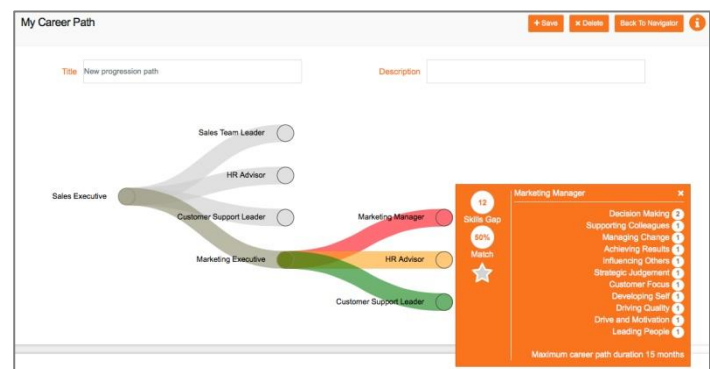 My Career Path
+ Save
× Delete
Back To Navigator
i
Title
New progression path
Description
Sales Team Leader
HR Advisor
Sales Executive
Customer Support Leader
Marketing Manager
Marketing Executive
HR Advisor
Customer Support Leader
12
Skills Gap
50%
Match
Marketing Manager ×
Decision Making 2
Supporting Colleagues 1
Managing Change 1
Achieving Results 1
Influencing Others 1
Strategic Judgement 1
Customer Focus 1
Developing Self 1
Driving Quality 1
Drive and Motivation 1
Leading People 1
Maximum career path duration 15 months